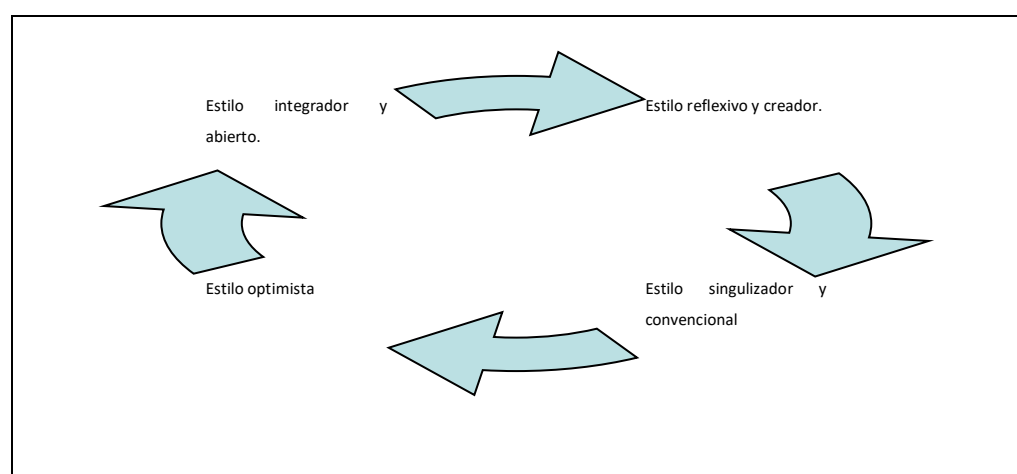 Estilo integrador y
abierto.
Estilo reflexivo y creador.
Estilo optimista
Estilo singulizador y
convencional